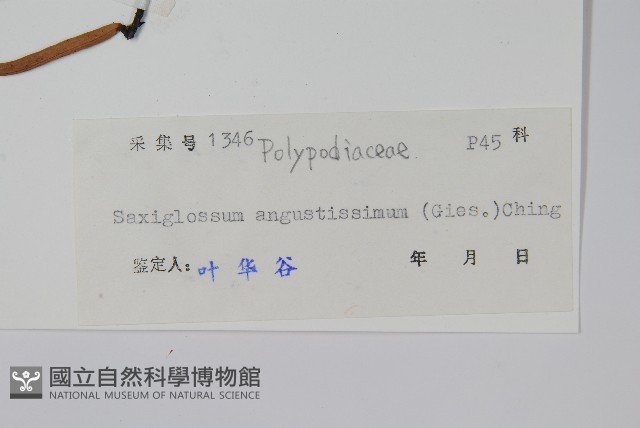 采集号 1346 Polypodiaceae P45 科
Saxiglossum angustissimum (Gies.)Ching
鉴定人: 叶华谷 年 月 日
國立自然科學博物館
NATIONAL MUSEUM OF NATURAL SCIENCE